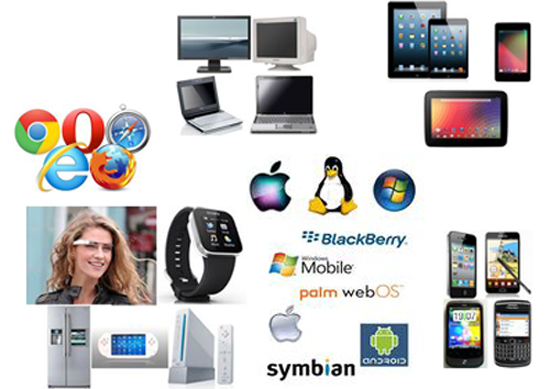 BlackBerry
Windows
Mobile
palm webOS
ANDROID
symbian